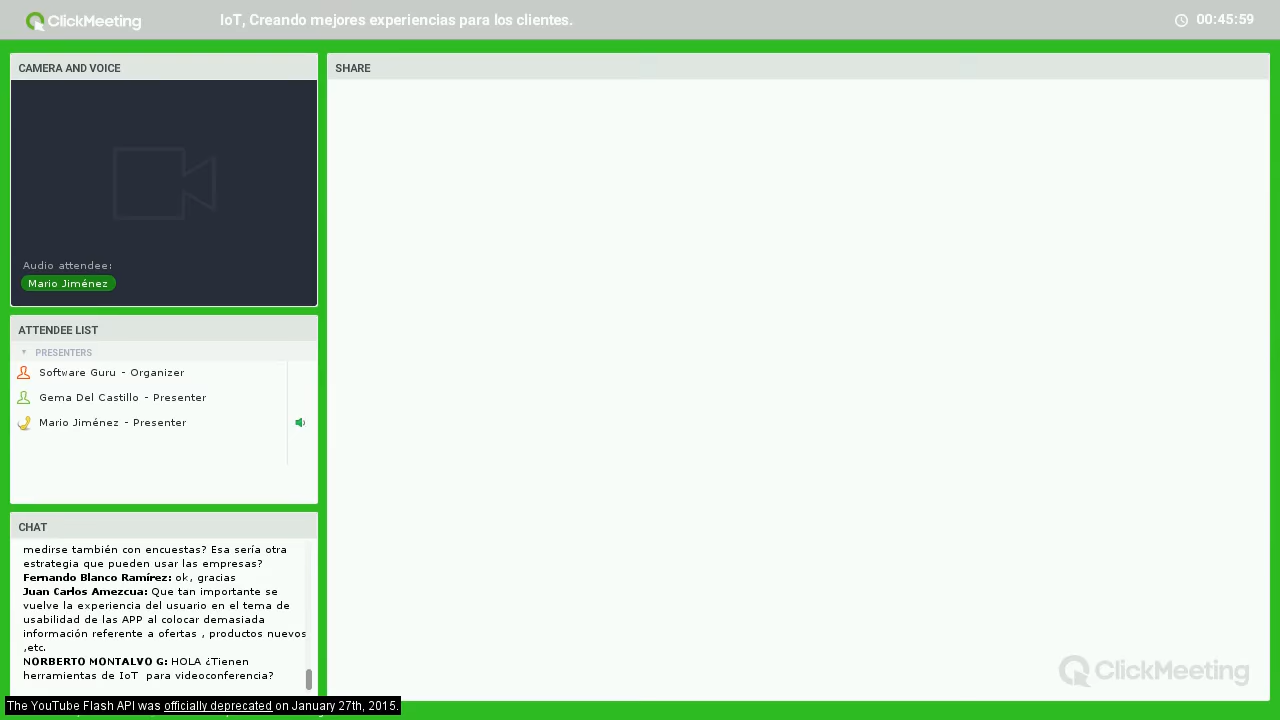 ClickMeeting
IoT, Creando mejores experiencias para los clientes.
00:45:59
CAMERA AND VOICE
Audio attendee:
Mario Jiménez
ATTENDEE LIST
PRESENTERS
Software Guru - Organizer
Gema Del Castillo - Presenter
Mario Jiménez - Presenter
CHAT
medirse también con encuestas? Esa sería otra
estrategia que pueden usar las empresas?
Fernando Blanco Ramírez: ok, gracias
Juan Carlos Amezcua: Que tan importante se
vuelve la experiencia del usuario en el tema de
usabilidad de las APP al colocar demasiada
información referente a ofertas , productos nuevos
,etc.
NORBERTO MONTALVO G: HOLA ¿Tienen
herramientas de IoT para videoconferencia?
The YouTube Flash API was officially deprecated on January 27th, 2015.
SHARE
ClickMeeting